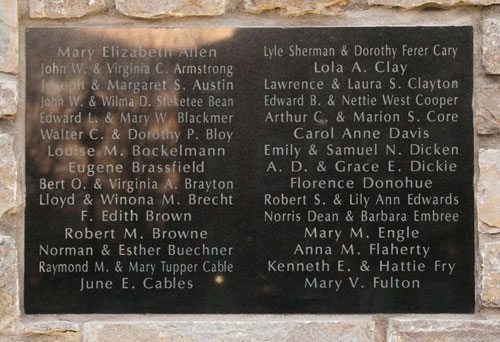 Mary Elizabeth Allen
John W. & Virginia C. Armstrong
Joseph & Margaret S. Austin
John W. & Wilma D. Steketee Bean
Edward L. & Mary W. Blackmer
Walter C. & Dorothy P. Bloy
Louise M. Bockelmann
Eugene Brassfield
Bert O. & Virginia A. Brayton
Lloyd & Winona M. Brecht
F. Edith Brown
Robert M. Browne
Norman & Esther Buechner
Raymond M. & Mary Tupper Cable
June E. Cables
Lyle Sherman & Dorothy Ferer Cary
Lola A. Clay
Lawrence & Laura S. Clayton
Edward B. & Nettie West Cooper
Arthur C. & Marion S. Core
Carol Anne Davis
Emily & Samuel N. Dicken
A. D. & Grace E. Dickie
Florence Donohue
Robert S. & Lily Ann Edwards
Norris Dean & Barbara Embree
Mary M. Engle
Anna M. Flaherty
Kenneth E. & Hattie Fry
Mary V. Fulton